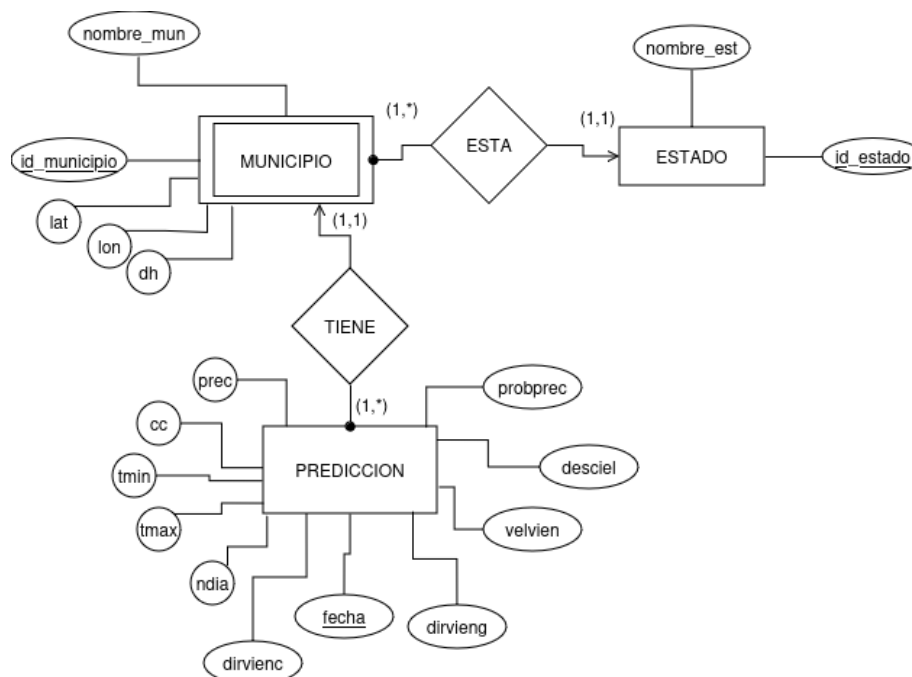 nombre_mun
nombre_est
(1,*)
(1,1)
ESTA
MUNICIPIO
ESTADO
id_municipio
id_estado
lat
lon
dh
(1,1)
TIENE
prec
probprec
(1,*)
cc
PREDICCION
desciel
tmin
tmax
velvien
ndia
fecha
dirvieng
dirvienc